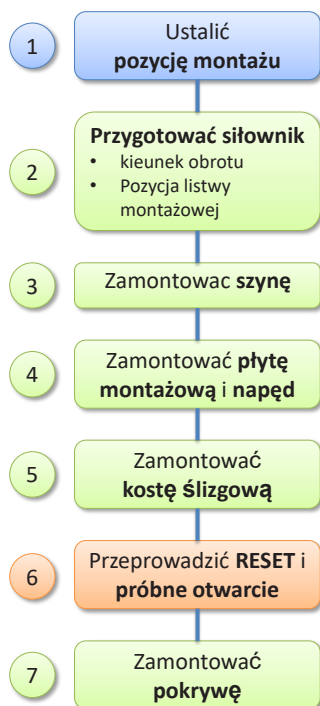 1
Ustalić
pozycję montażu
2
Przygotować siłownik
• kieunek obrotu
• Pozycja listwy
montażowej
3
Zamontowac szynę
4
Zamontować płytę
montażową i napęd
5
Zamontować
kostę ślizgową
6
Przeprowadzić RESET i
próbne otwarcie
7
Zamontować
pokrywę